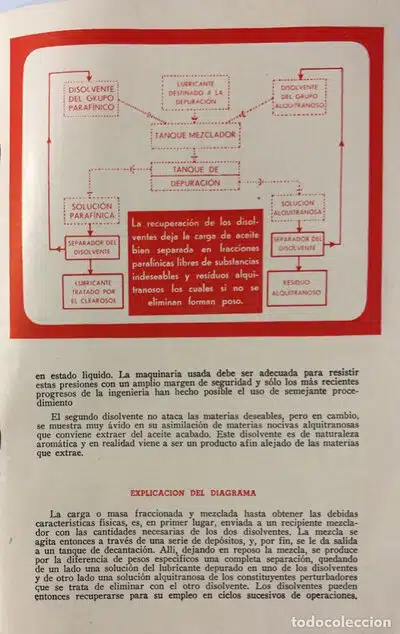 DISOLVENTE
DEL GRUPO
PARAFÍNICO
LUBRICANTE
DESTINADO A LA
DEPURACIÓN
DISOLVENTE
DEL GRUPO
ALQUITRANOSO
TANQUE MEZCLADOR
TANQUE DE
DEPURACIÓN
SOLUCIÓN
PARAFÍNICA
SOLUCIÓN
ALQUITRANOSA
SEPARADOR DEL
DISOLVENTE
SEPARADOR DEL
DISOLVENTE
LUBRICANTE
TRATADO POR
EL CLEAROSOL
RESIDUO
ALQUITRANOSO
La recuperación de los disol-
ventes deja la carga de aceite
bian separada en fracciones
parafínicas libres de substancias
indeseables y resíduos alqui-
tranosos los cuales si no se
eliminan forman poso.
en estado líquido. La maquinaria usada debe ser adecuada para resistir
estas presiones con un amplio margen de seguridad y sólo los más recientes
progresos de la ingeniería han hecho posible el uso de semejante proce-
dimiento
El segundo disolvente no ataca las materias deseables, pero en cambio,
se muestra muy ávido en su asimilación de materias nocivas alquitranosas
que conviene extraer del aceite acabado. Este disolvente es de naturaleza
aromática y en realidad viene a ser un producto afin alejado de las materias
que extrae.
EXPLICACION DEL DIAGRAMA
La carga o masa fraccionada y mezclada hasta obtener las debidas
características físicas, es, en primer lugar, enviada a un recipiente mezcla-
dor con las cantidades necesarias de los dos disolventes. La mezcla se
agita entonces a través de una serie de depósitos, y, por fin, se le da salida
a un tanque de decantación. Allí, dejando en reposo la mezcla, se produce
por la diferencia de pesos específicos una completa separación, quedando
de un lado una solución del lubricante depurado en uno de los disolventes
y de otro lado una solución alquitranosa de los constituyentes perturbadores
que se trata de eliminar con el otro disolvente. Los disolventes pueden
entonces recuperarse para su empleo en ciclos sucesivos de operaciones.
todocoleccion